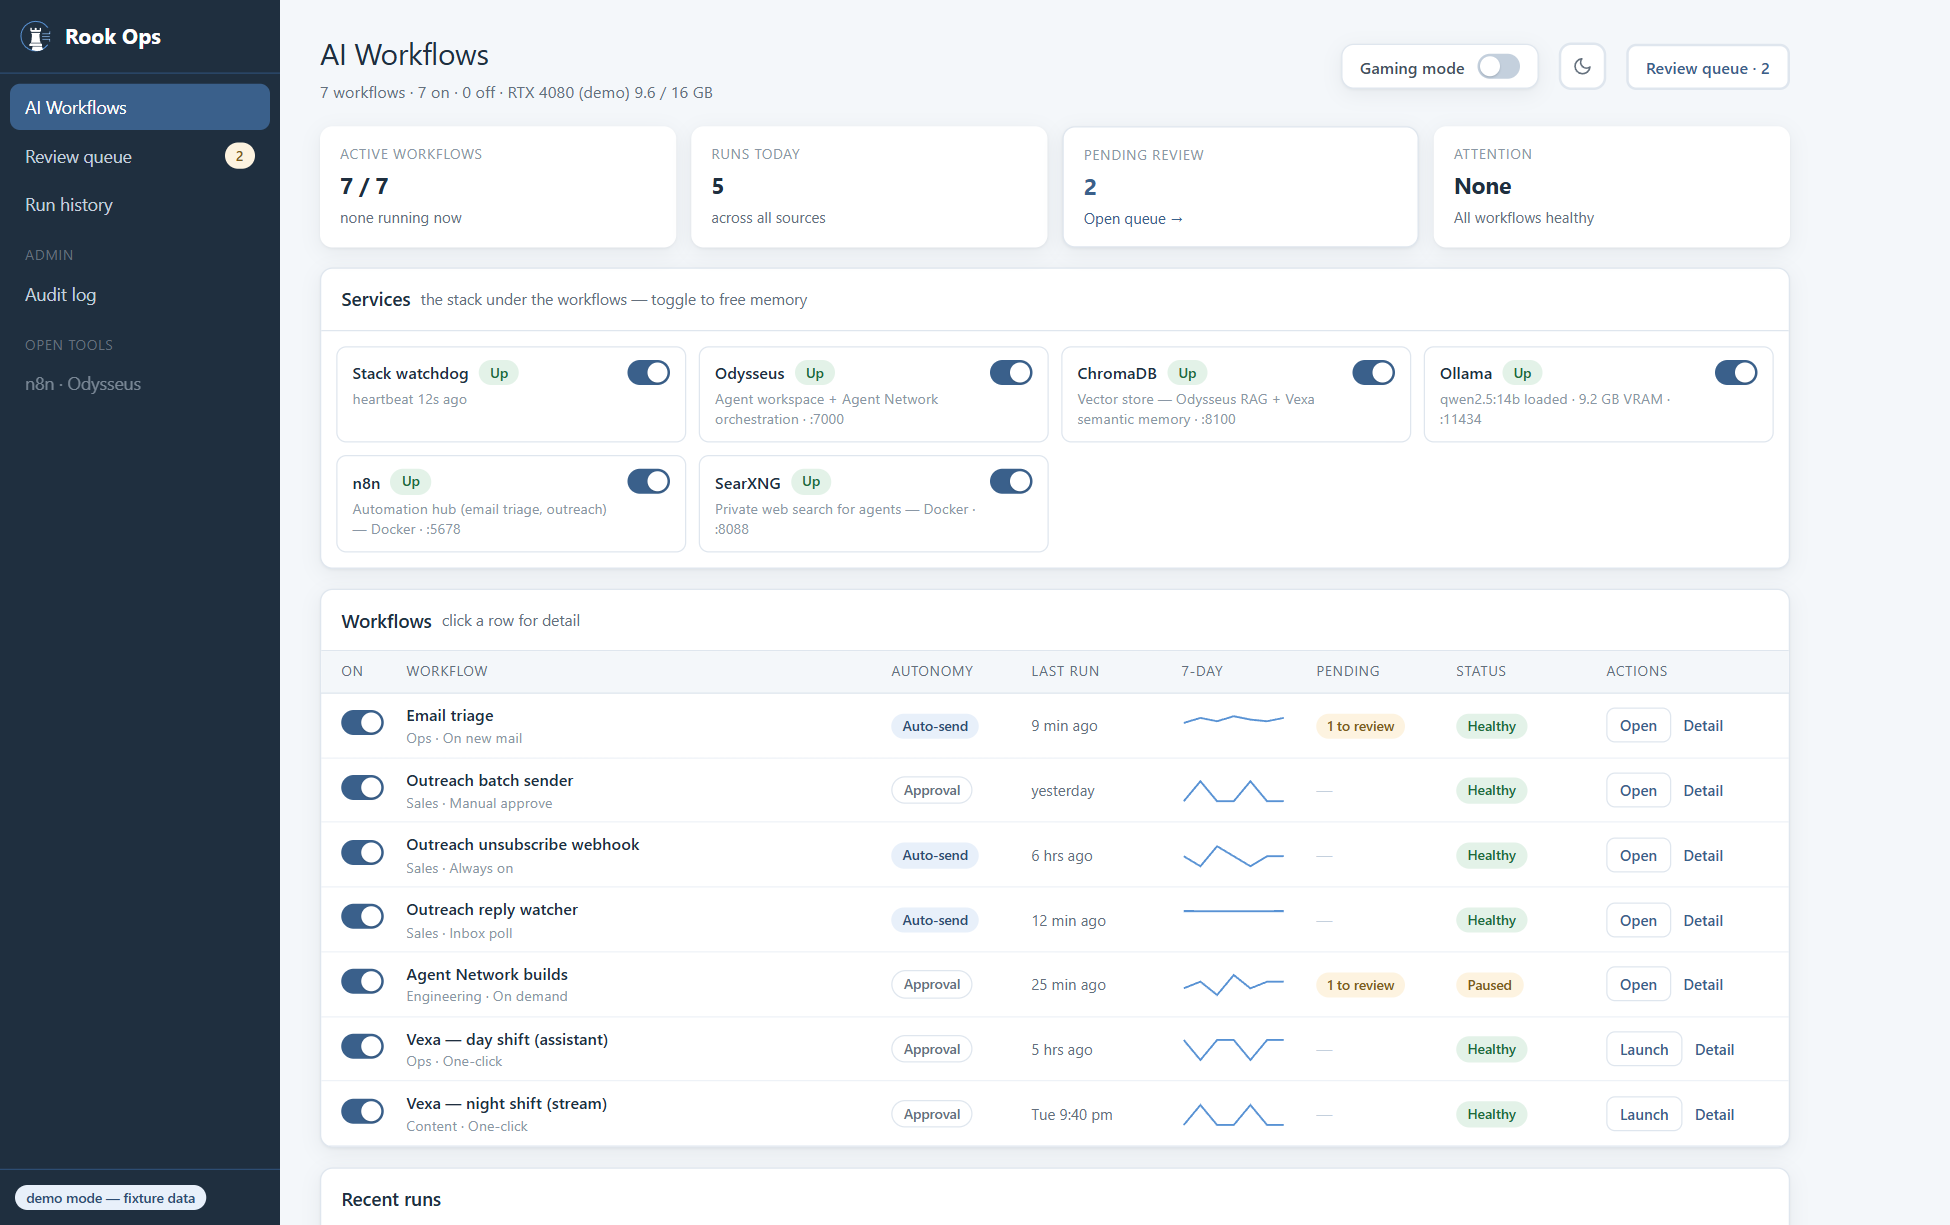 Rook Ops
AI Workflows
Review queue 2
Run history
ADMIN
Audit log
OPEN TOOLS
n8n · Odysseus
demo mode — fixture data
AI Workflows
7 workflows · 7 on · 0 off · RTX 4080 (demo) 9.6 / 16 GB
Gaming mode
Review queue · 2
ACTIVE WORKFLOWS
7 / 7
none running now
RUNS TODAY
5
across all sources
PENDING REVIEW
2
Open queue →
ATTENTION
None
All workflows healthy
Services the stack under the workflows — toggle to free memory
Stack watchdog Up
heartbeat 12s ago
Odysseus Up
Agent workspace + Agent Network
orchestration · :7000
ChromaDB Up
Vector store — Odysseus RAG + Vexa
semantic memory · :8100
Ollama Up
qwen2.5:14b loaded · 9.2 GB VRAM ·
:11434
n8n Up
Automation hub (email triage, outreach)
— Docker · :5678
SearXNG Up
Private web search for agents — Docker ·
:8088
Workflows click a row for detail
ON WORKFLOW AUTONOMY LAST RUN 7-DAY PENDING STATUS ACTIONS
Email triage
Ops · On new mail
Auto-send 9 min ago 1 to review Healthy Open Detail
Outreach batch sender
Sales · Manual approve
Approval yesterday — Healthy Open Detail
Outreach unsubscribe webhook
Sales · Always on
Auto-send 6 hrs ago — Healthy Open Detail
Outreach reply watcher
Sales · Inbox poll
Auto-send 12 min ago — Healthy Open Detail
Agent Network builds
Engineering · On demand
Approval 25 min ago 1 to review Paused Open Detail
Vexa — day shift (assistant)
Ops · One-click
Approval 5 hrs ago — Healthy Launch Detail
Vexa — night shift (stream)
Content · One-click
Approval Tue 9:40 pm — Healthy Launch Detail
Recent runs